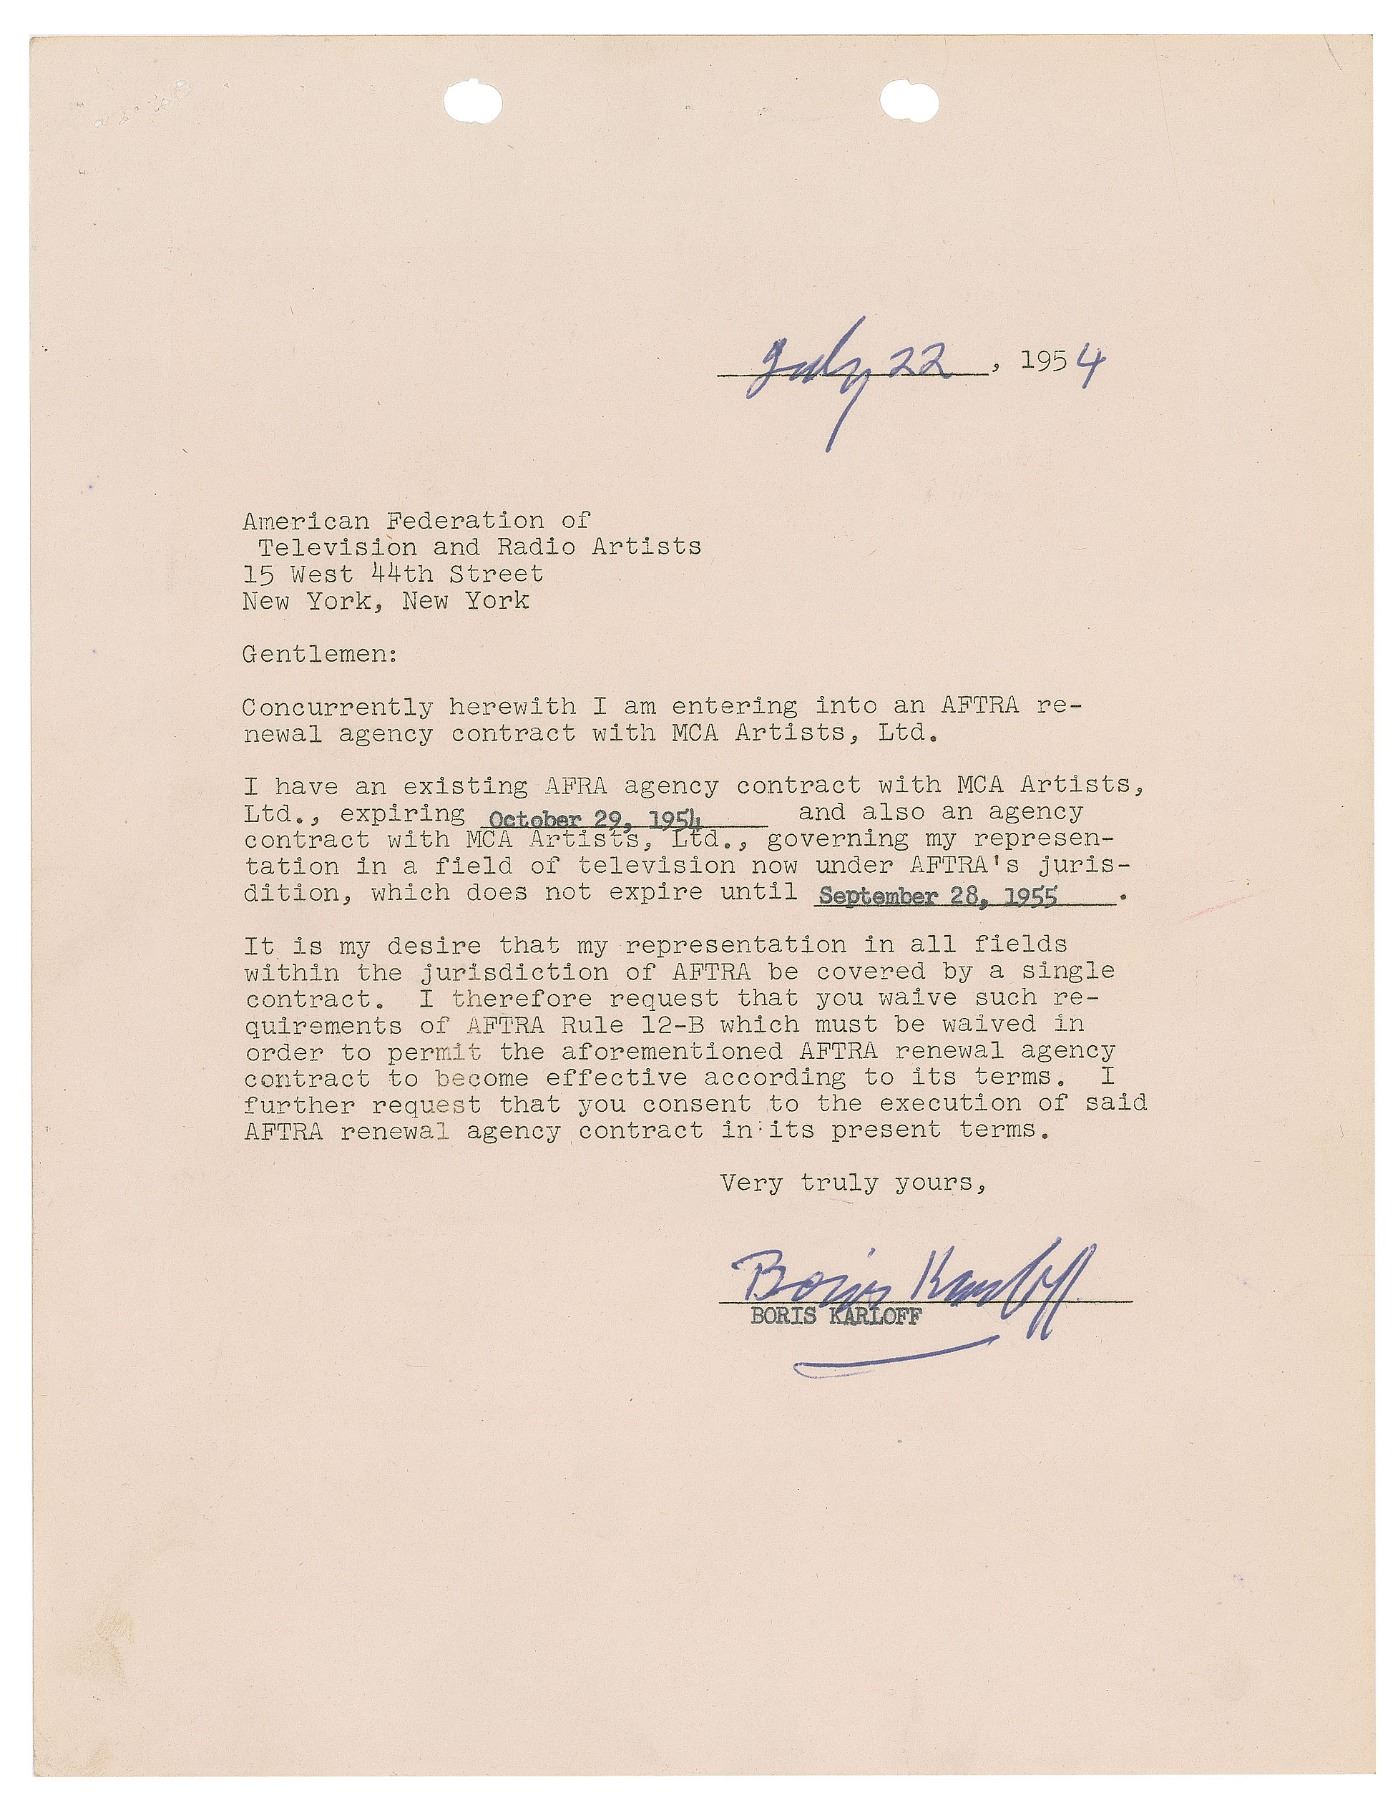 July 22, 1954
American Federation of
Television and Radio Artists
15 West 44th Street
New York, New York
Gentlemen:
Concurrently herewith I am entering into an AFTRA re-
newal agency contract with MCA Artists, Ltd.
I have an existing AFRA agency contract with MCA Artists,
Ltd., expiring October 29, 1954 and also an agency
contract with MCA Artists, Ltd., governing my represen-
tation in a field of television now under AFTRA's juris-
dition, which does not expire until September 28, 1955.
It is my desire that my representation in all fields
within the jurisdiction of AFTRA be covered by a single
contract. I therefore request that you waive such re-
quirements of AFTRA Rule 12-B which must be waived in
order to permit the aforementioned AFTRA renewal agency
contract to become effective according to its terms. I
further request that you consent to the execution of said
AFTRA renewal agency contract in its present terms.
Very truly yours,
Boris Karloff
BORIS KARLOFF